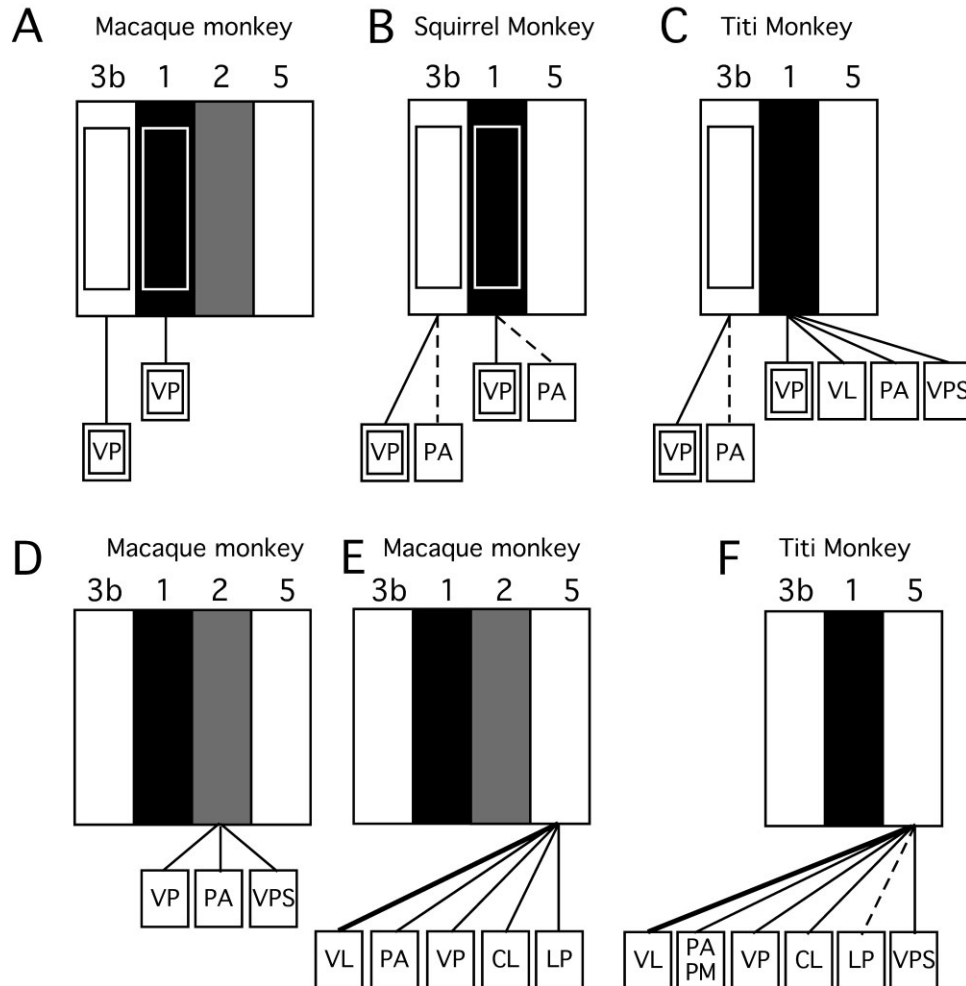 A Macaque monkey
3b 1 2 5
VP
VP
B Squirrel Monkey
3b 1 5
VP PA
VP PA
C Titi Monkey
3b 1 5
VP VL PA VPS
VP PA
D Macaque monkey
3b 1 2 5
VP PA VPS
E Macaque monkey
3b 1 2 5
VL PA VP CL LP
F Titi Monkey
3b 1 5
VL PA VP CL LP VPS
PM